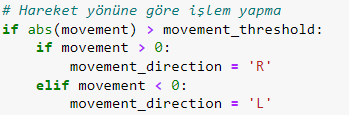 # Hareket yönüne göre işlem yapma
if abs(movement) > movement_threshold:
    if movement > 0:
        movement_direction = 'R'
    elif movement < 0:
        movement_direction = 'L'